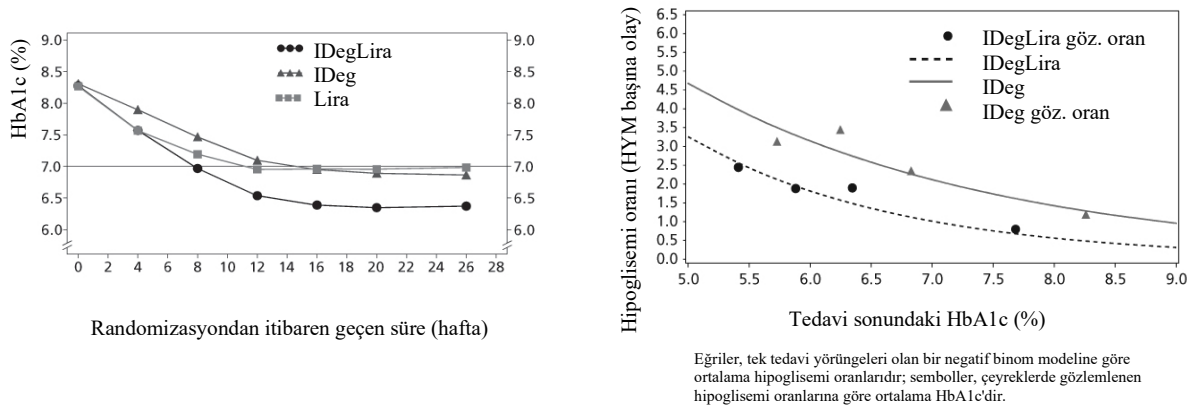 HbA1c (%)
9.0
8.5
8.0
7.5
7.0
6.5
6.0
9.0
8.5
8.0
7.5
7.0
6.5
6.0
IDegLira
IDeg
Lira
0 2 4 6 8 10 12 14 16 18 20 22 24 26 28
Randomizasyondan itibaren geçen süre (hafta)
Hipoglisemi oranı (HYM başına olay)
6.5
6.0
5.5
5.0
4.5
4.0
3.5
3.0
2.5
2.0
1.5
1.0
0.5
0.0
IDegLira göz. oran
IDegLira
IDeg
IDeg göz. oran
5.0 5.5 6.0 6.5 7.0 7.5 8.0 8.5 9.0
Tedavi sonundaki HbA1c (%)
Eğriler, tek tedavi yörüngeleri olan bir negatif binom modeline göre
ortalama hipoglisemi oranlarıdır; semboller, çeyreklerde gözlemlenen
hipoglisemi oranlarına göre ortalama HbA1c'dir.